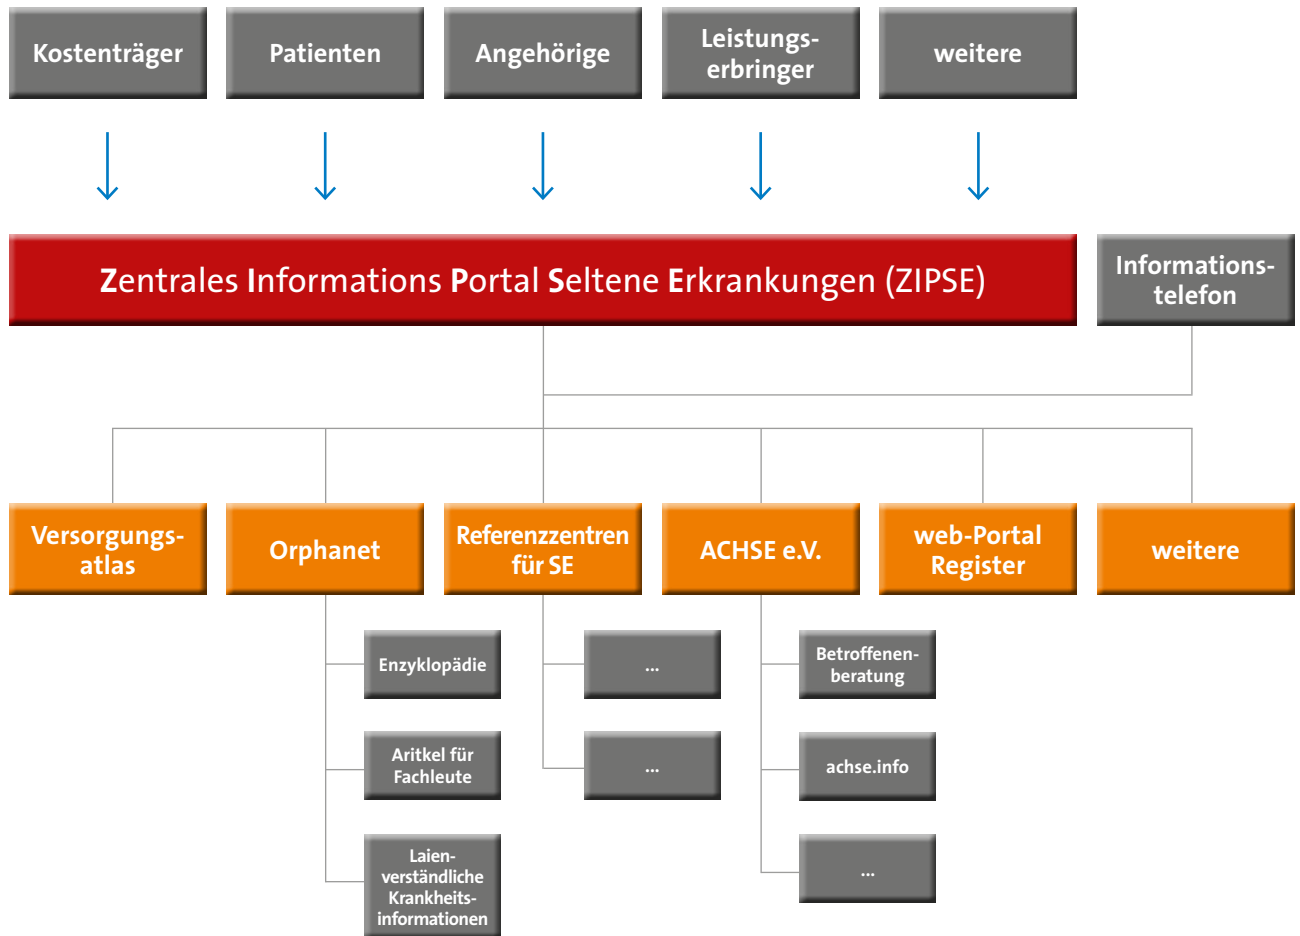 Kostenträger
Patienten
Angehörige
Leistungs-
erbringer
weitere
Zentrales Informations Portal Seltene Erkrankungen (ZIPSE)
Informations-
telefon
Versorgungs-
atlas
Orphanet
Referenzzentren
für SE
ACHSE e.V.
web-Portal
Register
weitere
Enzyklopädie
Aritkel für
Fachleute
Laien-
verständliche
Krankheits-
informationen
...
...
Betroffenen-
beratung
achse.info
...